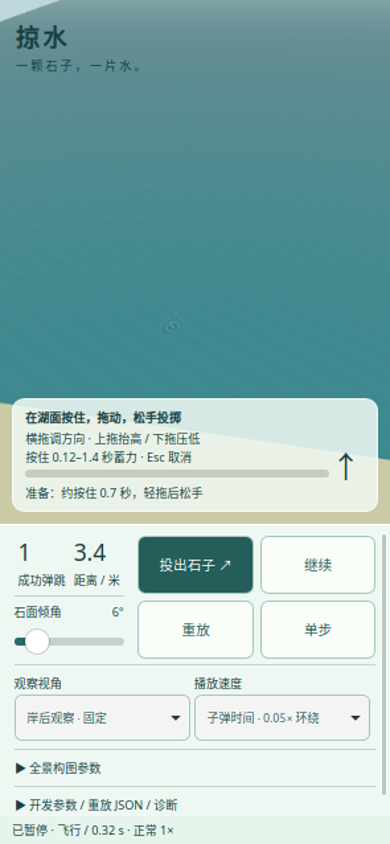 掠水
一颗石子，一片水。
在湖面按住，拖动，松手投掷
横拖调方向 · 上拖抬高 / 下拖压低
按住 0.12–1.4 秒蓄力 · Esc 取消
↑
准备：约按住 0.7 秒，轻拖后松手
1 3.4
成功弹跳 距离 / 米
投出石子 ↗ 继续
石面倾角 6°
重放 单步
观察视角 播放速度
岸后观察 · 固定 子弹时间 · 0.05× 环绕
▶ 全景构图参数
▶ 开发参数 / 重放 JSON / 诊断
已暂停 · 飞行 / 0.32 s · 正常 1×